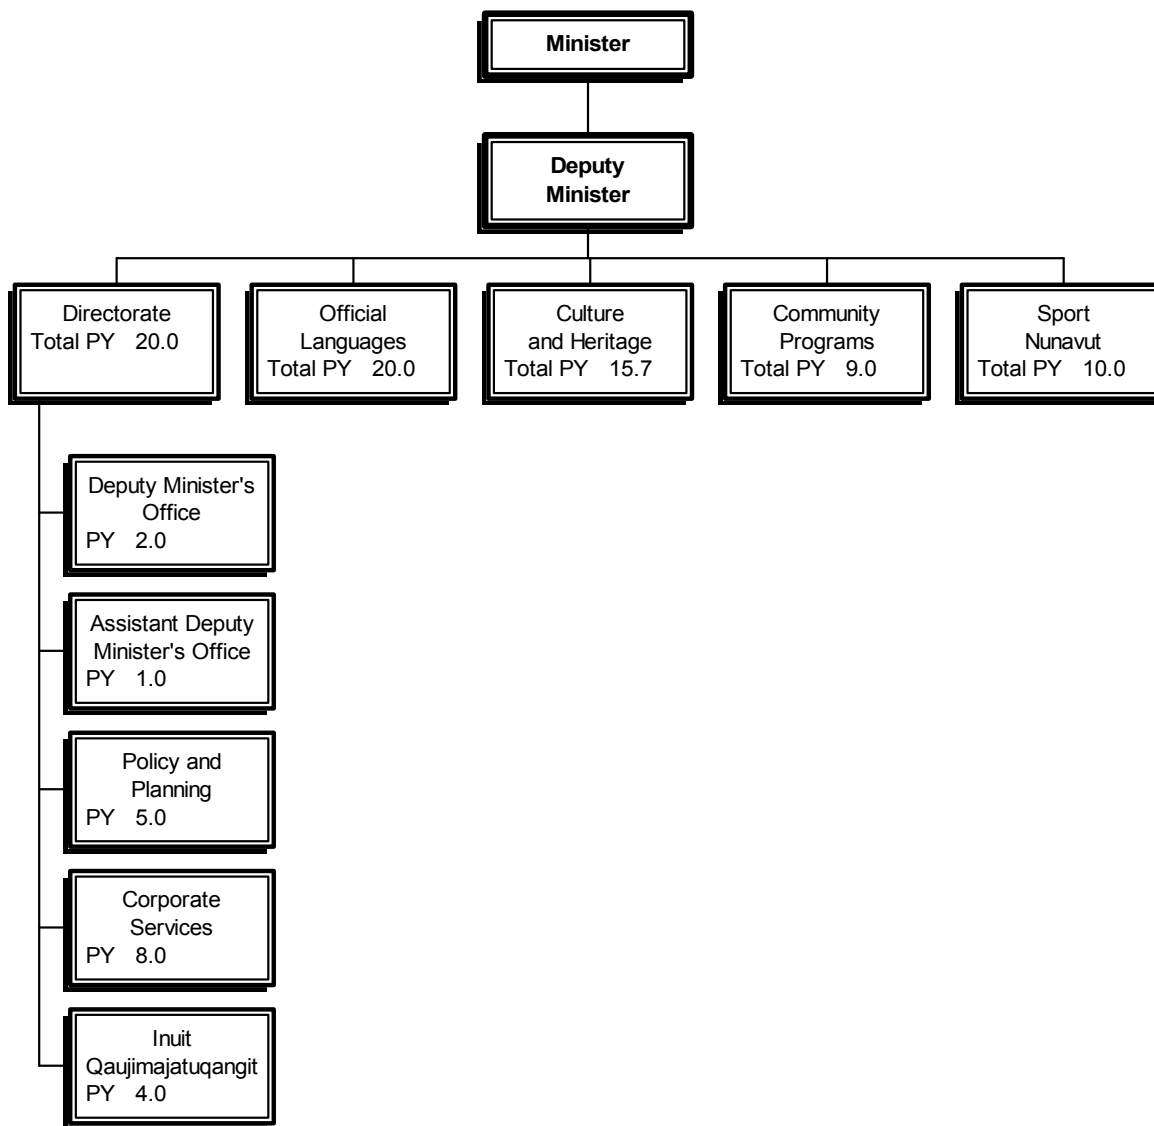 Minister
Deputy
Minister
Directorate
Total PY 20.0
Official
Languages
Total PY 20.0
Culture
and Heritage
Total PY 15.7
Community
Programs
Total PY 9.0
Sport
Nunavut
Total PY 10.0
Deputy Minister's
Office
PY 2.0
Assistant Deputy
Minister's Office
PY 1.0
Policy and
Planning
PY 5.0
Corporate
Services
PY 8.0
Inuit
Qaujimajatuqangit
PY 4.0